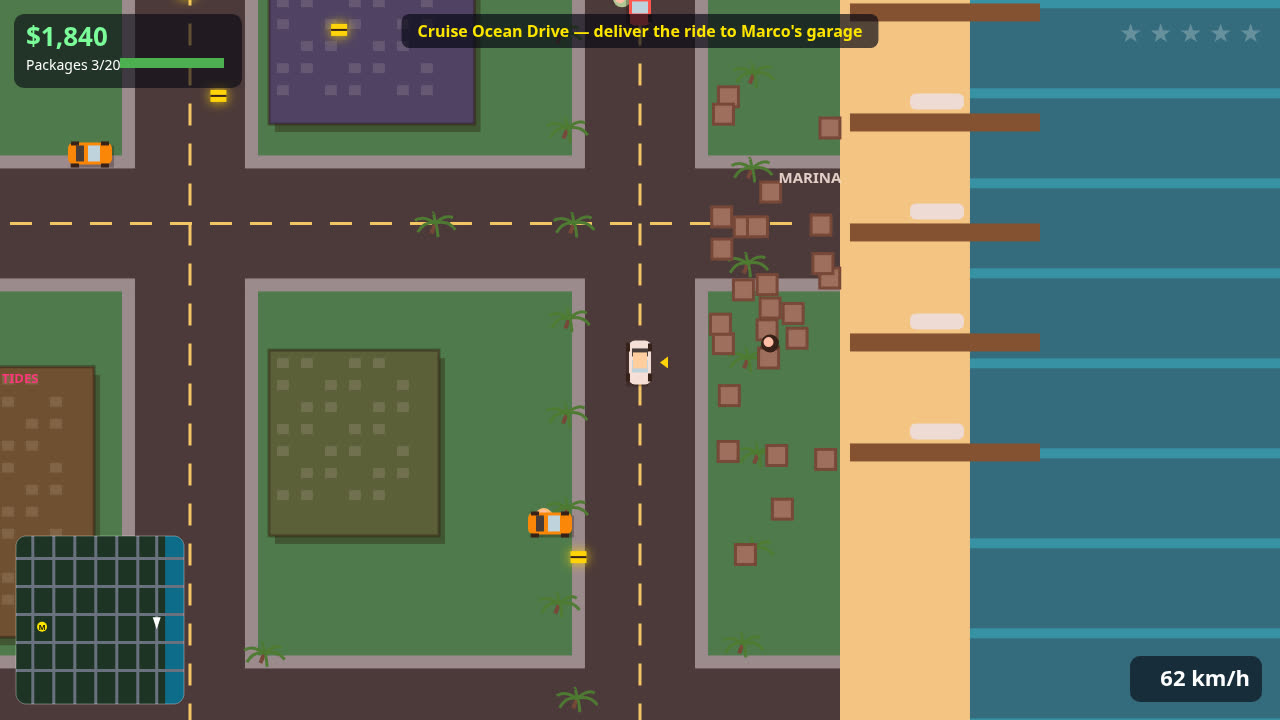 $1,840
Packages 3/20
Cruise Ocean Drive — deliver the ride to Marco's garage
MARINA
TIDES
M
62 km/h